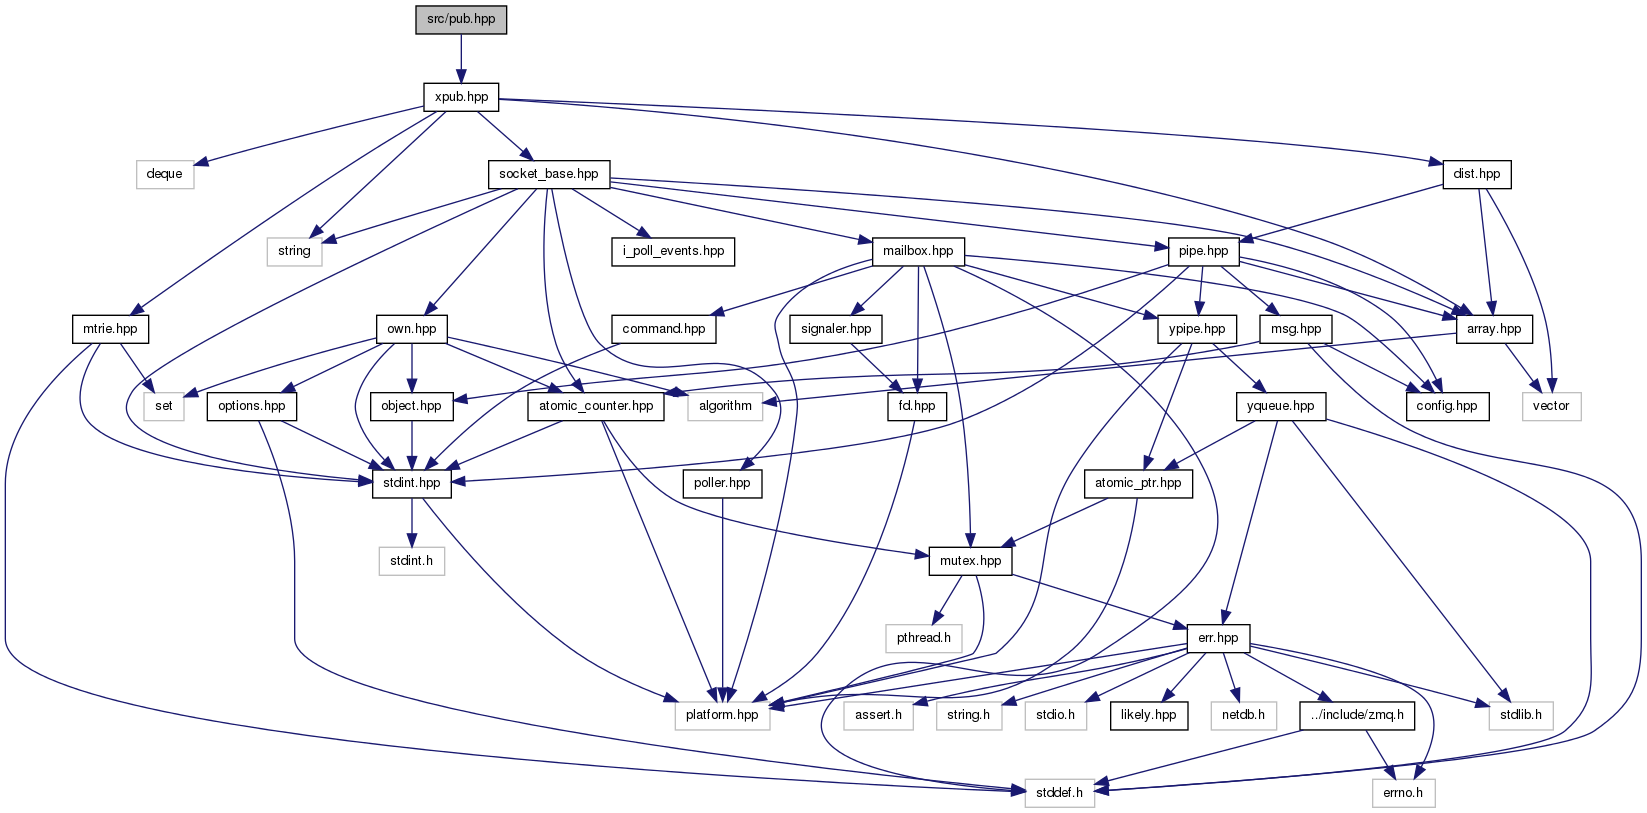 src/pub.hpp
xpub.hpp
deque
socket_base.hpp
dist.hpp
string
i_poll_events.hpp
mailbox.hpp
pipe.hpp
mtrie.hpp
own.hpp
command.hpp
signaler.hpp
ypipe.hpp
msg.hpp
array.hpp
set
options.hpp
object.hpp
atomic_counter.hpp
algorithm
fd.hpp
yqueue.hpp
config.hpp
vector
stdint.hpp
poller.hpp
atomic_ptr.hpp
stdint.h
mutex.hpp
pthread.h
err.hpp
platform.hpp
assert.h
string.h
stdio.h
likely.hpp
netdb.h
../include/zmq.h
stdlib.h
stddef.h
errno.h